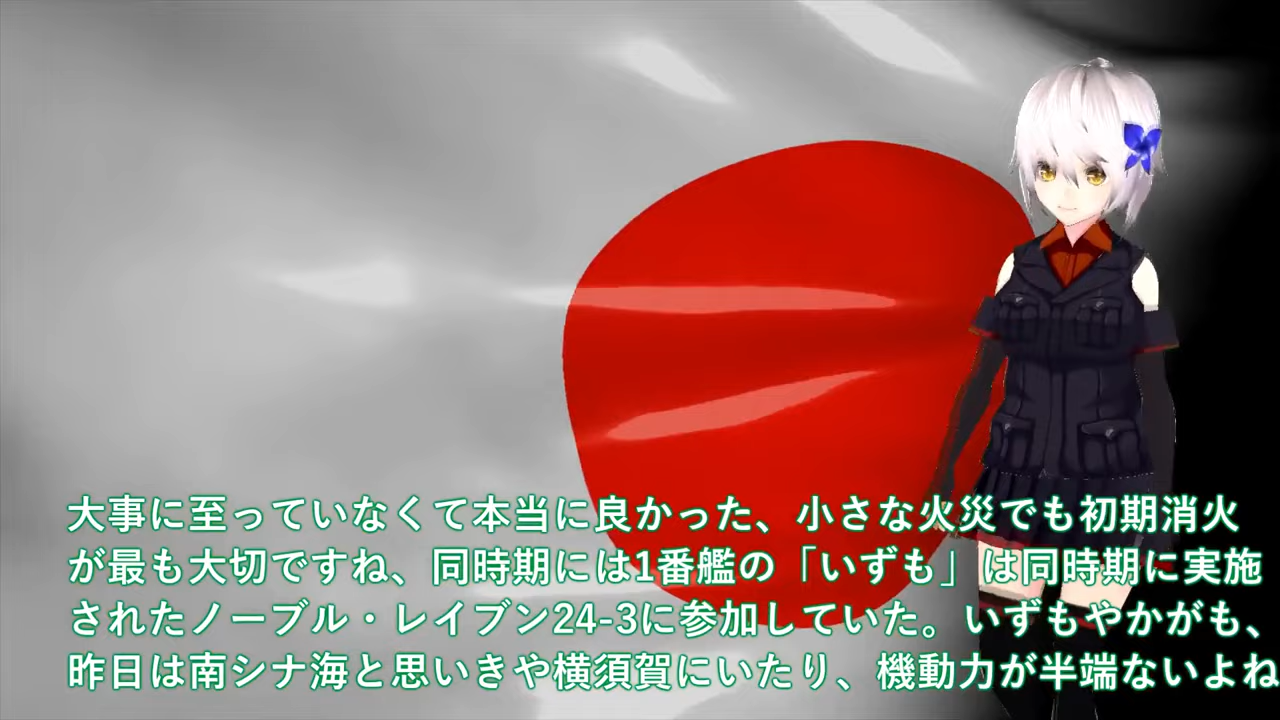 大事に至っていなくて本当に良かった、小さな火災でも初期消火
が最も大切ですね、同時期には1番艦の「いずも」は同時期に実施
されたノーブル・レイブン24-3に参加していた。いずもやかがも、
昨日は南シナ海と思いきや横須賀にいたり、機動力が半端ないよね